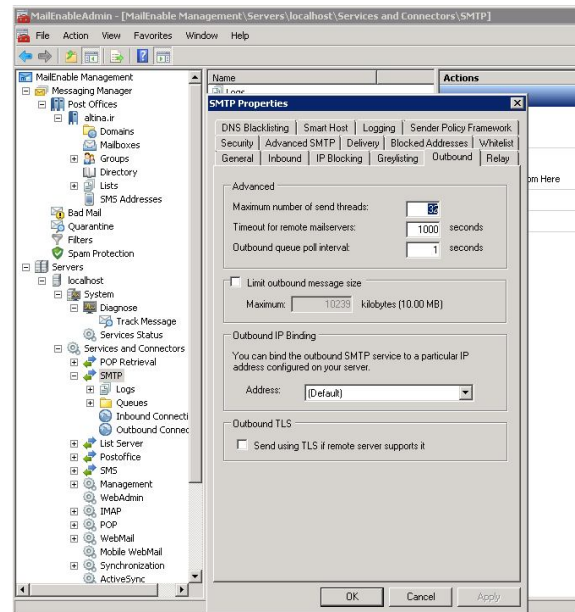 MailEnableAdmin - [MailEnable Management\Servers\localhost\Services and Connectors\SMTP]
File Action View Favorites Window Help
MailEnable Management
Messaging Manager
Post Offices
altina.ir
Domains
Mailboxes
Groups
Directory
Lists
SMS Addresses
Bad Mail
Quarantine
Filters
Spam Protection
Servers
localhost
System
Diagnose
Track Message
Services Status
Services and Connectors
POP Retrieval
SMTP
Logs
Queues
Inbound Connecti
Outbound Connec
List Server
Postoffice
SMS
Management
WebAdmin
IMAP
POP
WebMail
Mobile WebMail
Synchronization
ActiveSync
Name
Logs
Actions
om Here
SMTP Properties
DNS Blacklisting Smart Host Logging Sender Policy Framework
Security Advanced SMTP Delivery Blocked Addresses Whitelist
General Inbound IP Blocking Greylisting Outbound Relay
Advanced
Maximum number of send threads: 32
Timeout for remote mailservers: 1000 seconds
Outbound queue poll interval: 1 seconds
Limit outbound message size
Maximum: 10239 kilobytes (10.00 MB)
Outbound IP Binding
You can bind the outbound SMTP service to a particular IP
address configured on your server.
Address: (Default)
Outbound TLS
Send using TLS if remote server supports it
OK Cancel Apply